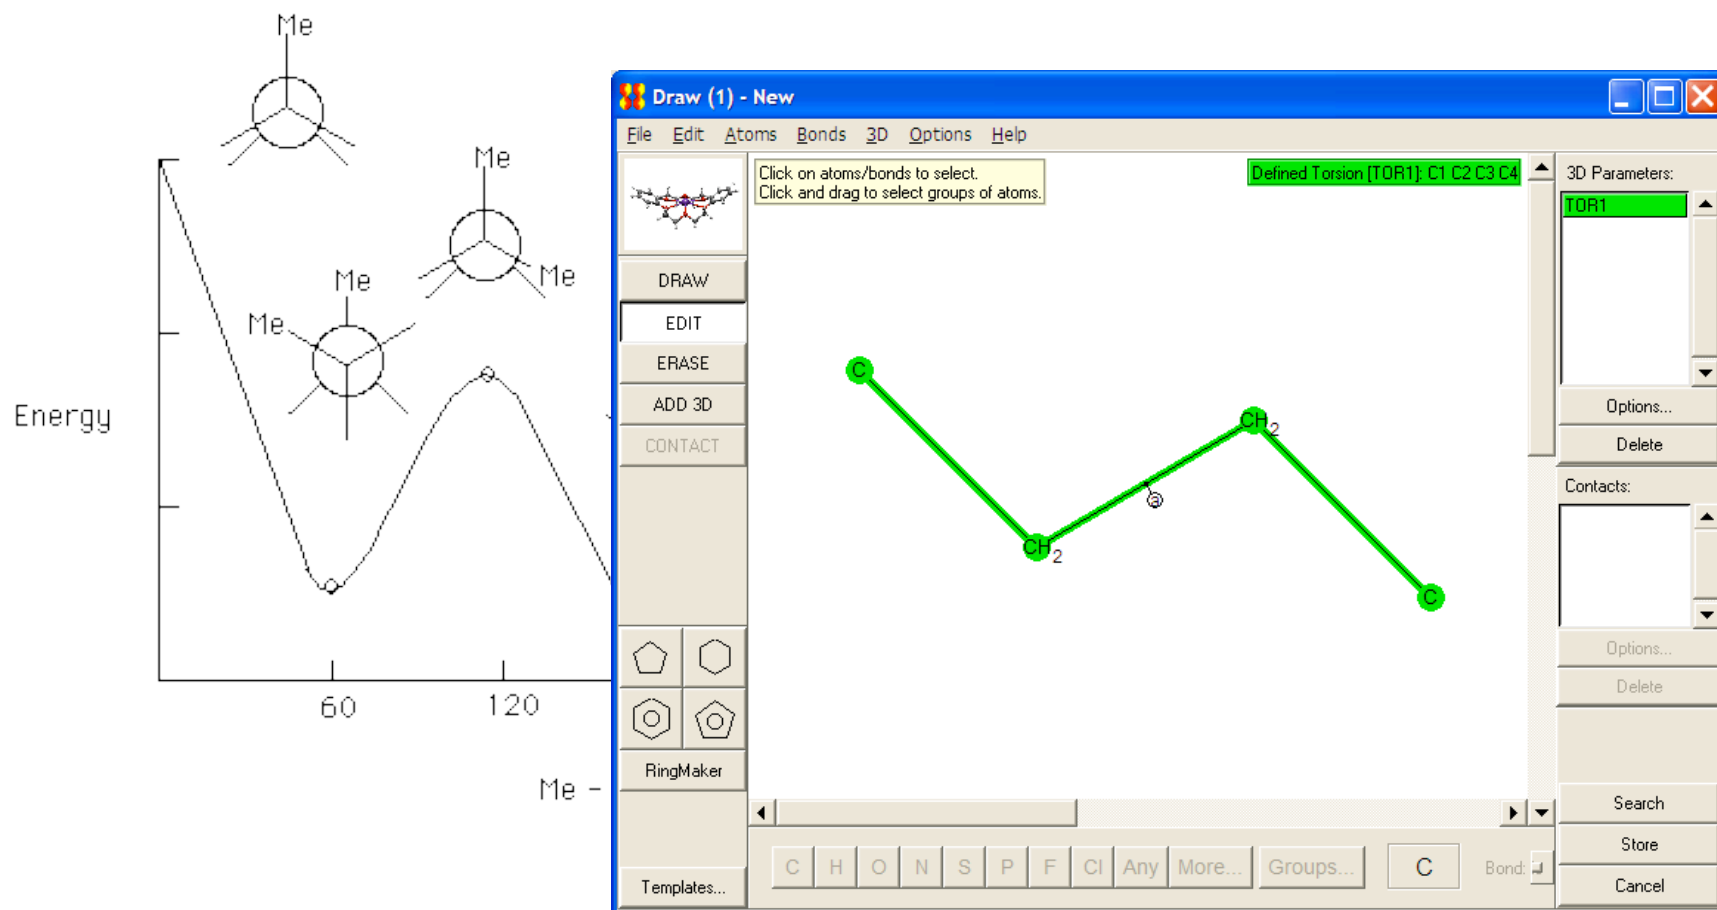 Me
Me
Me
Me
Me
Energy
60
120
Me -
Draw (1) - New
File Edit Atoms Bonds 3D Options Help
Click on atoms/bonds to select.
Click and drag to select groups of atoms.
Defined Torsion [TOR1]: C1 C2 C3 C4
DRAW
EDIT
ERASE
ADD 3D
CONTACT
RingMaker
Templates...
C
CH2
a
CH2
C
3D Parameters:
TOR1
Options...
Delete
Contacts:
Options...
Delete
Search
Store
Cancel
C H O N S P F Cl Any More... Groups... C Bond: